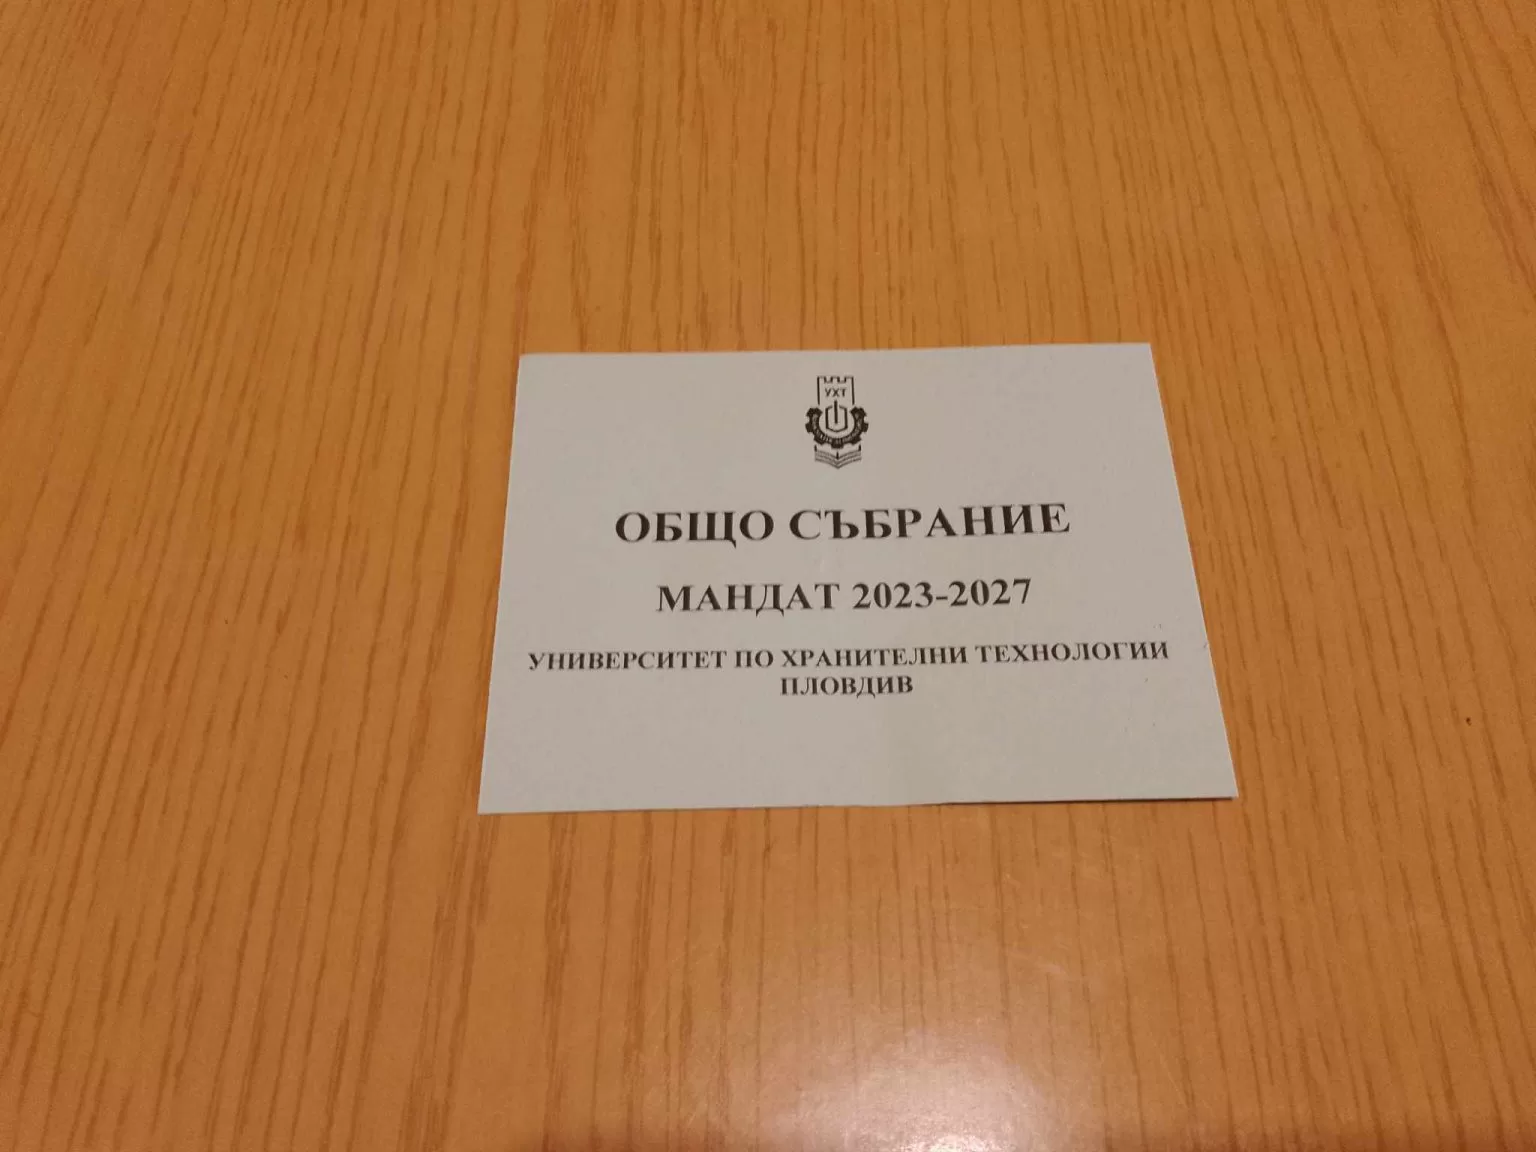 УХТ
ОБЩО СЪБРАНИЕ
МАНДАТ 2023-2027
УНИВЕРСИТЕТ ПО ХРАНИТЕЛНИ ТЕХНОЛОГИИ
ПЛОВДИВ